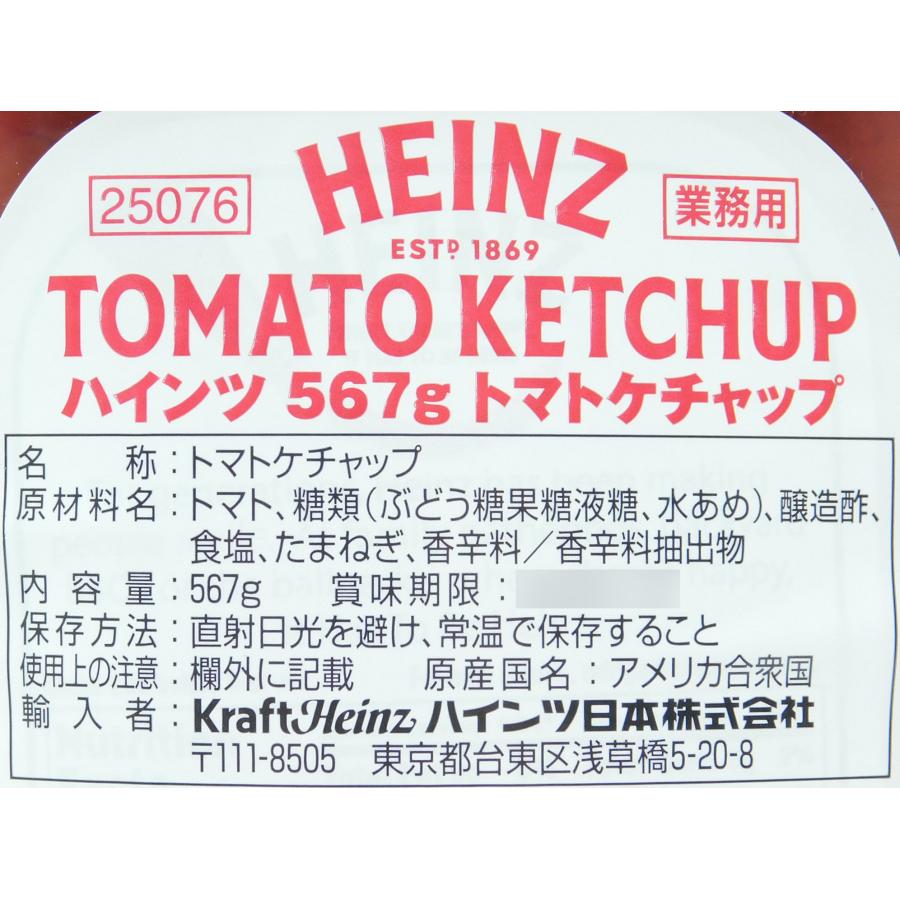 HEINZ
25076
業務用
ESTD 1869
TOMATO KETCHUP
ハインツ 567g トマトケチャップ
名称：トマトケチャップ
原材料名：トマト、糖類（ぶどう糖果糖液糖、水あめ）、醸造酢、
食塩、たまねぎ、香辛料／香辛料抽出物
内容量：567g 賞味期限：
保存方法：直射日光を避け、常温で保存すること
使用上の注意：欄外に記載 原産国名：アメリカ合衆国
輸入者：KraftHeinz ハインツ日本株式会社
〒111-8505 東京都台東区浅草橋5-20-8